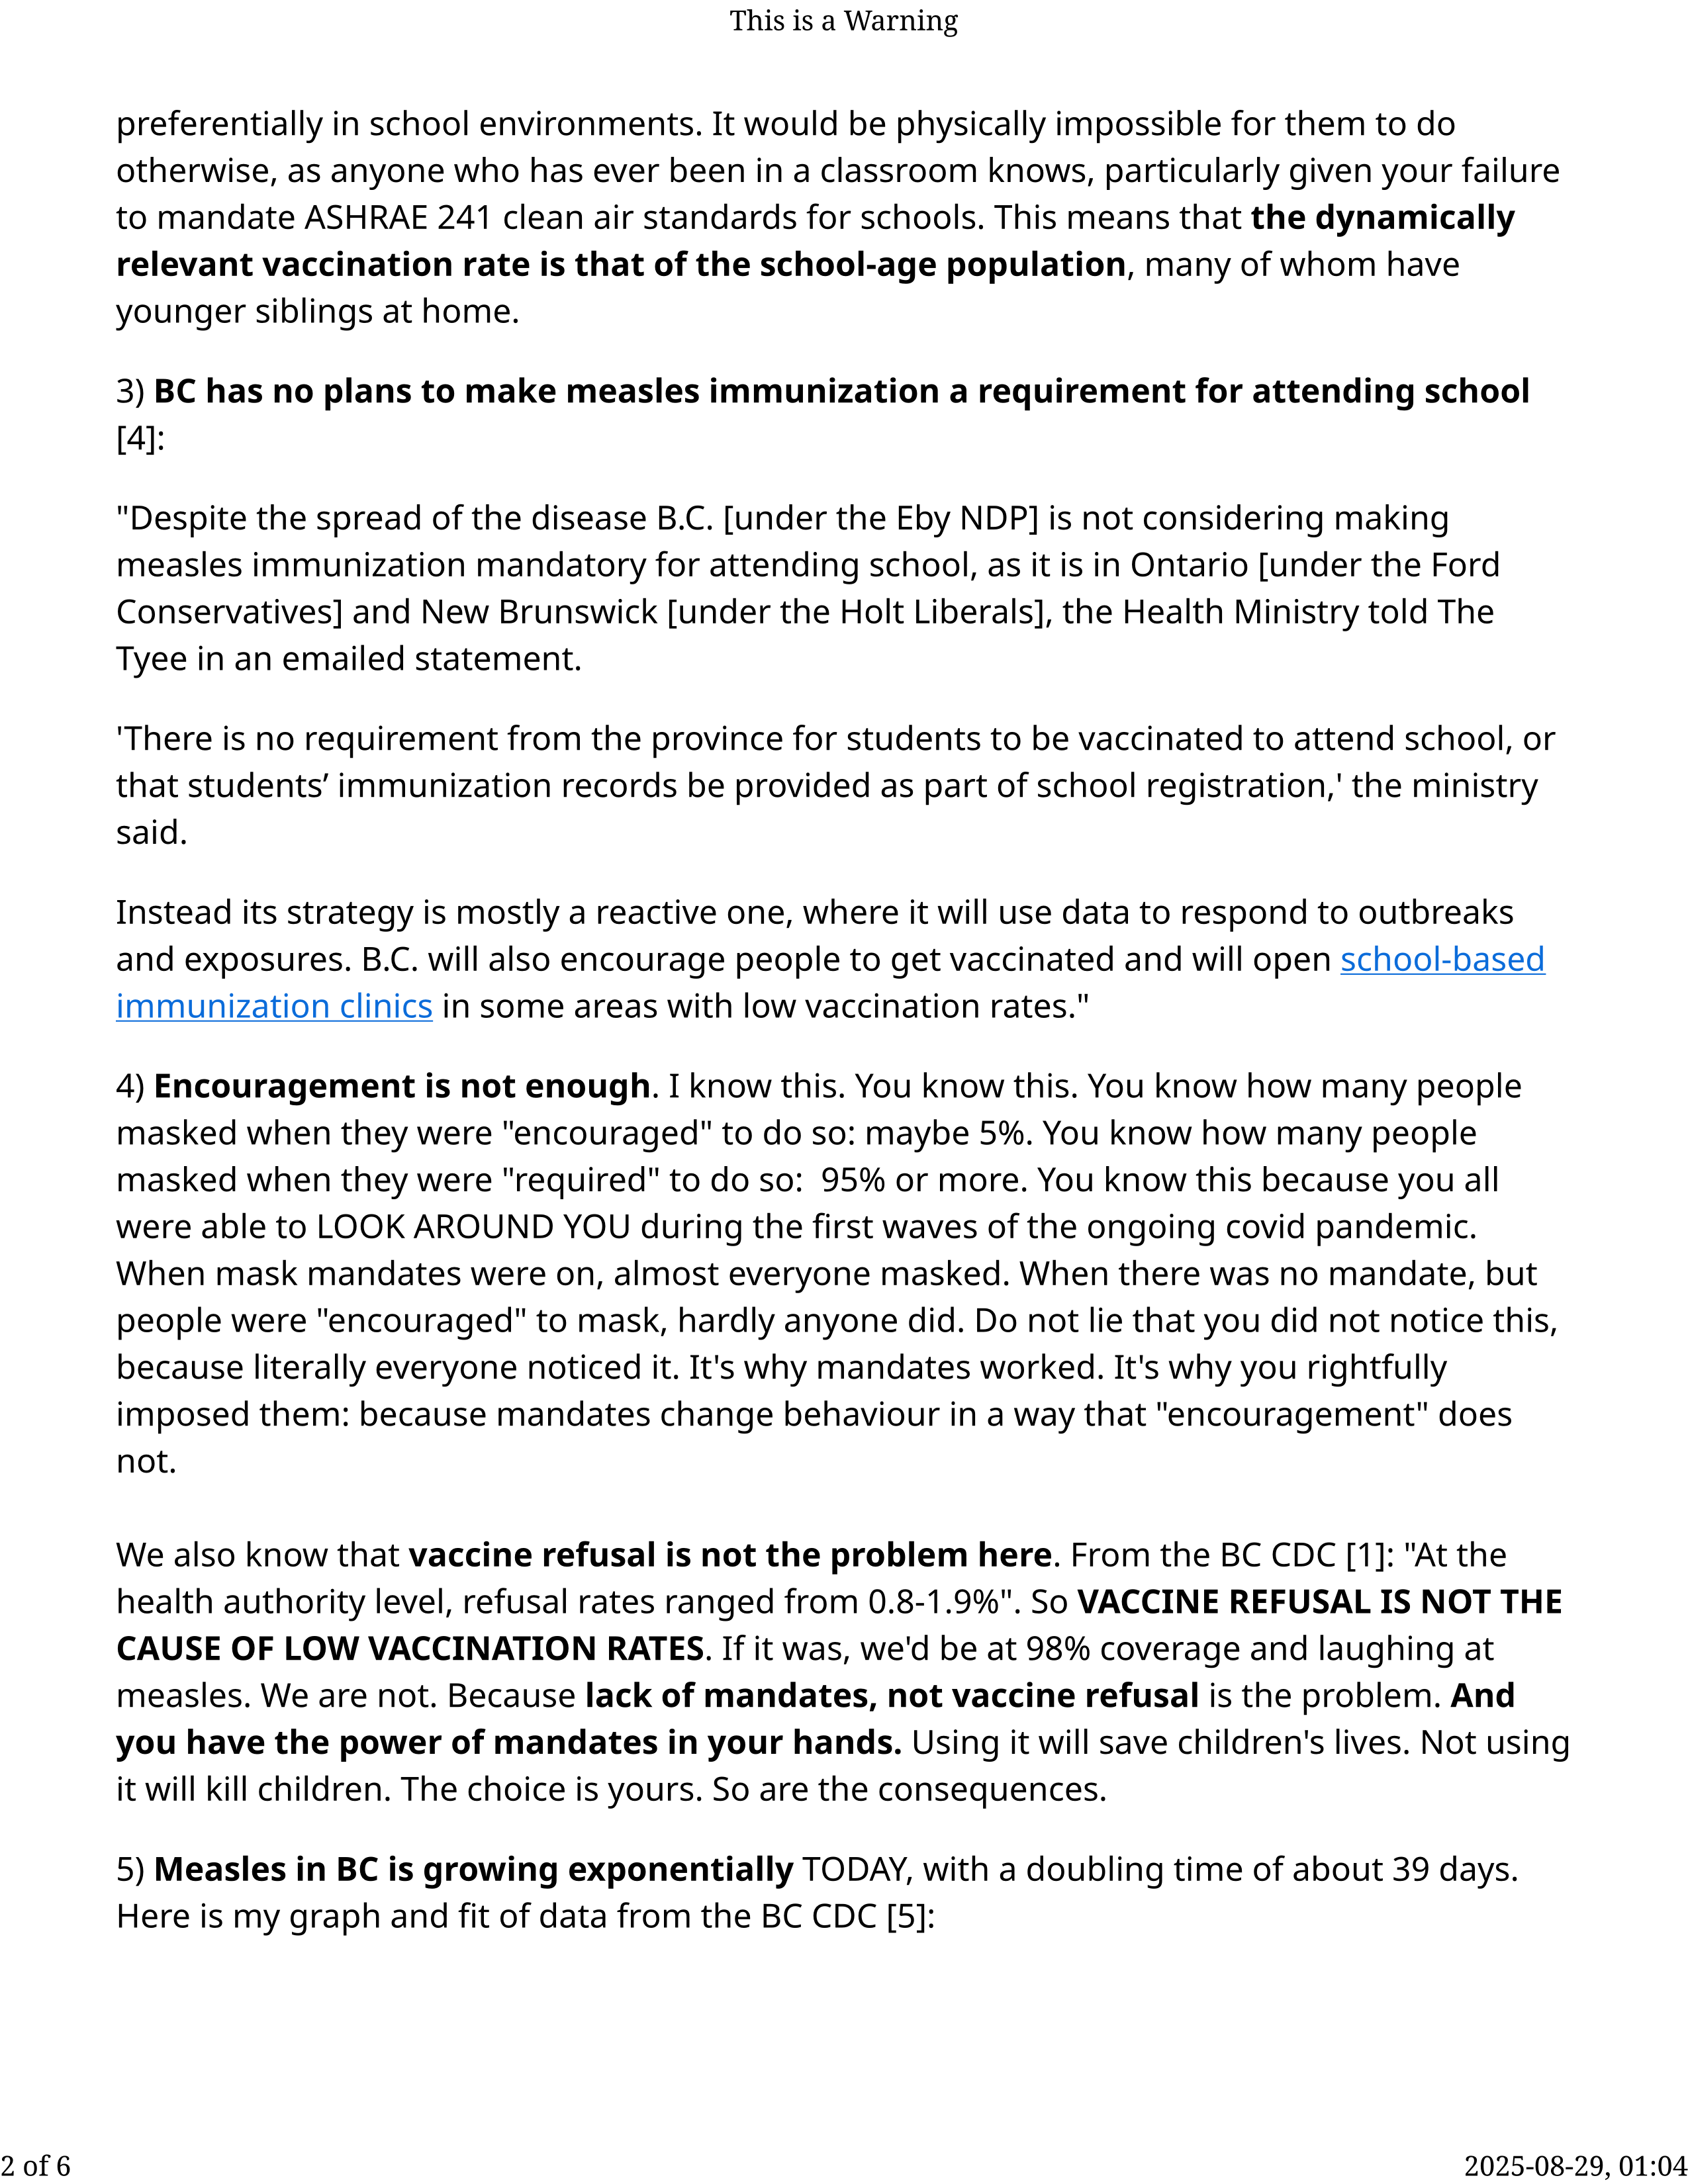 This is a Warning
preferentially in school environments. It would be physically impossible for them to do
otherwise, as anyone who has ever been in a classroom knows, particularly given your failure
to mandate ASHRAE 241 clean air standards for schools. This means that the dynamically
relevant vaccination rate is that of the school-age population, many of whom have
younger siblings at home.
3) BC has no plans to make measles immunization a requirement for attending school
[4]:
"Despite the spread of the disease B.C. [under the Eby NDP] is not considering making
measles immunization mandatory for attending school, as it is in Ontario [under the Ford
Conservatives] and New Brunswick [under the Holt Liberals], the Health Ministry told The
Tyee in an emailed statement.
'There is no requirement from the province for students to be vaccinated to attend school, or
that students’ immunization records be provided as part of school registration,' the ministry
said.
Instead its strategy is mostly a reactive one, where it will use data to respond to outbreaks
and exposures. B.C. will also encourage people to get vaccinated and will open school-based
immunization clinics in some areas with low vaccination rates."
4) Encouragement is not enough. I know this. You know this. You know how many people
masked when they were "encouraged" to do so: maybe 5%. You know how many people
masked when they were "required" to do so:  95% or more. You know this because you all
were able to LOOK AROUND YOU during the first waves of the ongoing covid pandemic.
When mask mandates were on, almost everyone masked. When there was no mandate, but
people were "encouraged" to mask, hardly anyone did. Do not lie that you did not notice this,
because literally everyone noticed it. It's why mandates worked. It's why you rightfully
imposed them: because mandates change behaviour in a way that "encouragement" does
not.
We also know that vaccine refusal is not the problem here. From the BC CDC [1]: "At the
health authority level, refusal rates ranged from 0.8-1.9%". So VACCINE REFUSAL IS NOT THE
CAUSE OF LOW VACCINATION RATES. If it was, we'd be at 98% coverage and laughing at
measles. We are not. Because lack of mandates, not vaccine refusal is the problem. And
you have the power of mandates in your hands. Using it will save children's lives. Not using
it will kill children. The choice is yours. So are the consequences.
5) Measles in BC is growing exponentially TODAY, with a doubling time of about 39 days.
Here is my graph and fit of data from the BC CDC [5]:
2 of 6
2025-08-29, 01:04